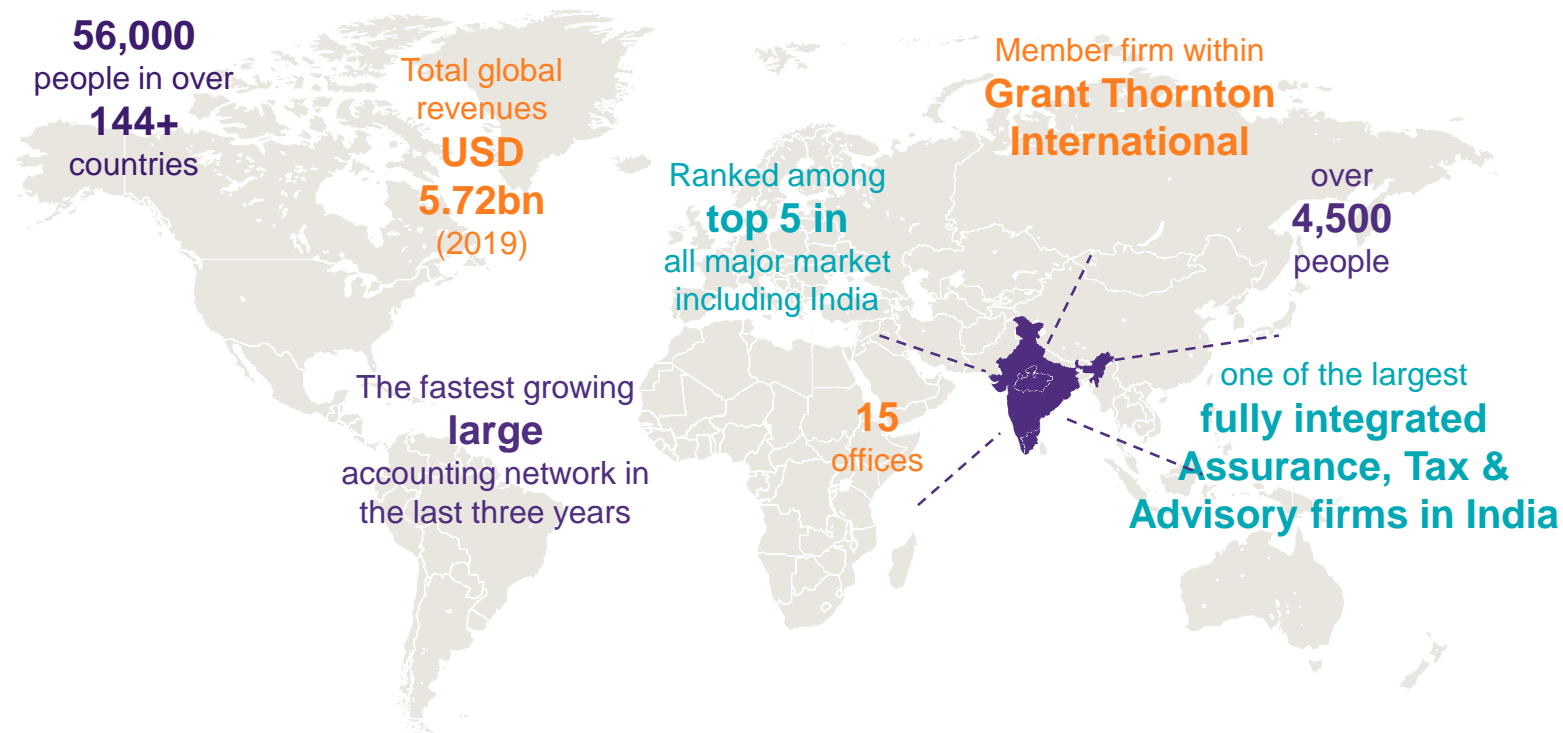 56,000
people in over
144+
countries
Total global
revenues
USD
5.72bn
(2019)
Member firm within
Grant Thornton
International
Ranked among
top 5 in
all major market
including India
over
4,500
people
The fastest growing
large
accounting network in
the last three years
15
offices
one of the largest
fully integrated
Assurance, Tax &
Advisory firms in India